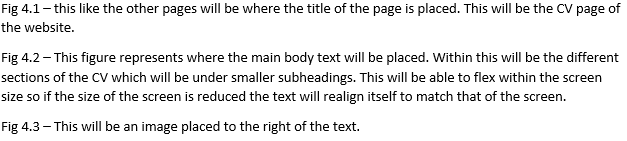 Fig 4.1 – this like the other pages will be where the title of the page is placed. This will be the CV page of
the website.
Fig 4.2 – This figure represents where the main body text will be placed. Within this will be the different
sections of the CV which will be under smaller subheadings. This will be able to flex within the screen
size so if the size of the screen is reduced the text will realign itself to match that of the screen.
Fig 4.3 – This will be an image placed to the right of the text.